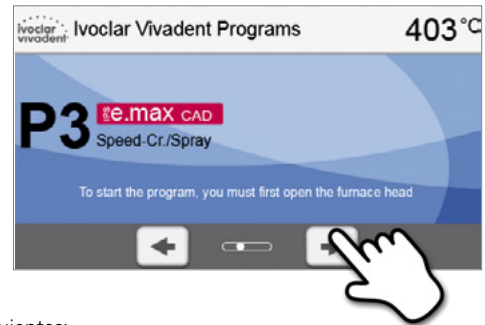 ivoclar vivadent Ivoclar Vivadent Programs 403 °C
P3 IPS e.max CAD
Speed-Cr./Spray
To start the program, you must first open the furnace head